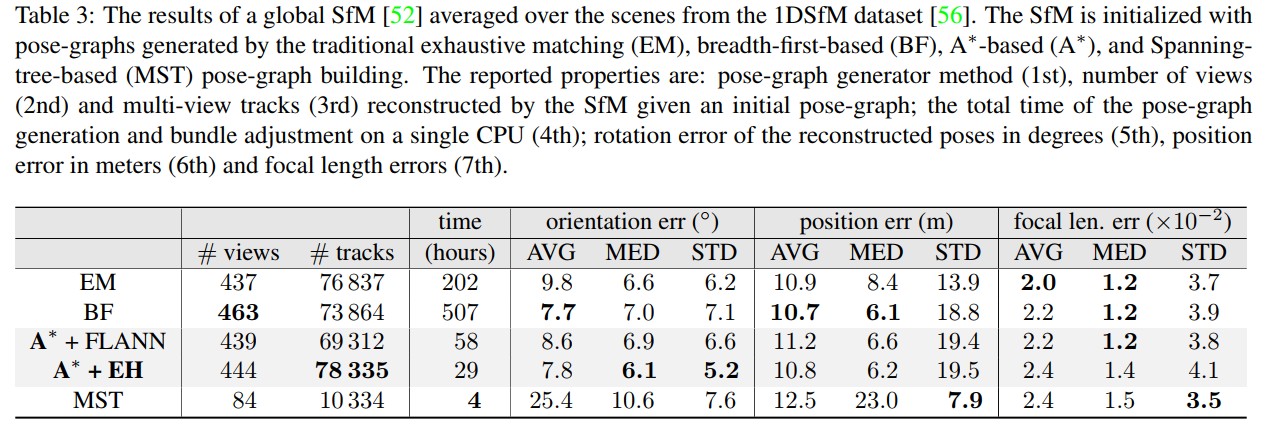 Table 3: The results of a global SfM [52] averaged over the scenes from the 1DSfM dataset [56]. The SfM is initialized with
pose-graphs generated by the traditional exhaustive matching (EM), breadth-first-based (BF), A*-based (A*), and Spanning-
tree-based (MST) pose-graph building. The reported properties are: pose-graph generator method (1st), number of views
(2nd) and multi-view tracks (3rd) reconstructed by the SfM given an initial pose-graph; the total time of the pose-graph
generation and bundle adjustment on a single CPU (4th); rotation error of the reconstructed poses in degrees (5th), position
error in meters (6th) and focal length errors (7th).
time orientation err (°) position err (m) focal len. err (×10⁻²)
# views # tracks (hours) AVG MED STD AVG MED STD AVG MED STD
EM 437 76 837 202 9.8 6.6 6.2 10.9 8.4 13.9 2.0 1.2 3.7
BF 463 73 864 507 7.7 7.0 7.1 10.7 6.1 18.8 2.2 1.2 3.9
A* + FLANN 439 69 312 58 8.6 6.9 6.6 11.2 6.6 19.4 2.2 1.2 3.8
A* + EH 444 78 335 29 7.8 6.1 5.2 10.8 6.2 19.5 2.4 1.4 4.1
MST 84 10 334 4 25.4 10.6 7.6 12.5 23.0 7.9 2.4 1.5 3.5